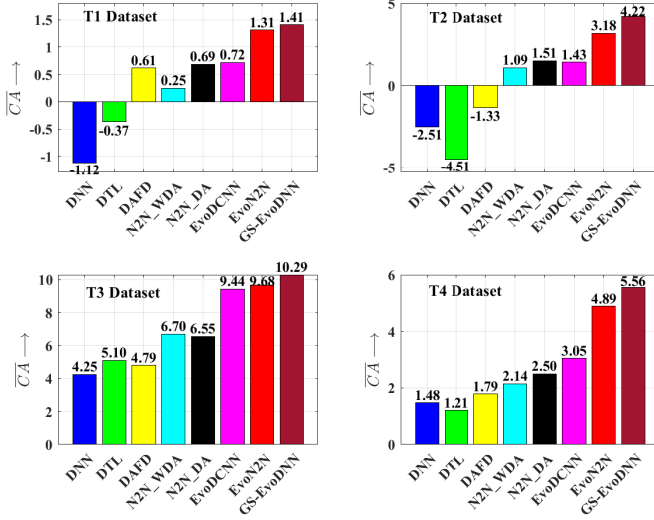 T1 Dataset
CA →
1.5
1
0.5
0
-0.5
-1
-1.12
-0.37
0.61
0.25
0.69
0.72
1.31
1.41
DNN
DTL
DAFD
N2N_WDA
N2N_DA
EvoDCNN
EvoN2N
GS-EvoDNN
T2 Dataset
CA →
5
0
-5
-2.51
-4.51
-1.33
1.09
1.51
1.43
3.18
4.22
DNN
DTL
DAFD
N2N_WDA
N2N_DA
EvoDCNN
EvoN2N
GS-EvoDNN
T3 Dataset
CA →
10
8
6
4
2
0
4.25
5.10
4.79
6.70
6.55
9.44
9.68
10.29
DNN
DTL
DAFD
N2N_WDA
N2N_DA
EvoDCNN
EvoN2N
GS-EvoDNN
T4 Dataset
CA →
6
4
2
0
1.48
1.21
1.79
2.14
2.50
3.05
4.89
5.56
DNN
DTL
DAFD
N2N_WDA
N2N_DA
EvoDCNN
EvoN2N
GS-EvoDNN